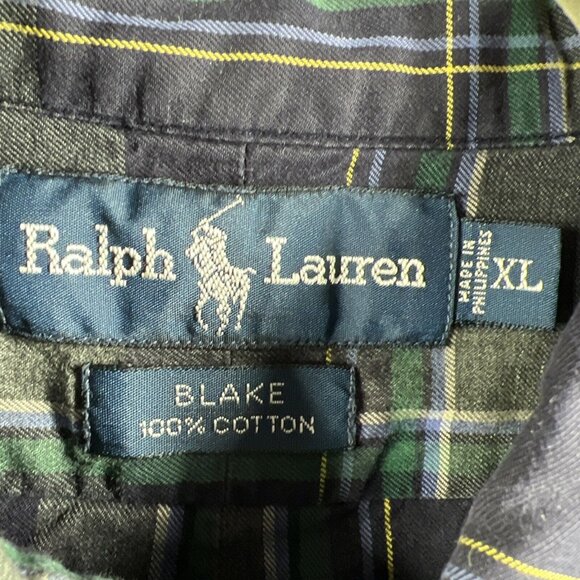 Ralph Lauren
MADE IN
PHILIPPINES
XL
BLAKE
100% COTTON